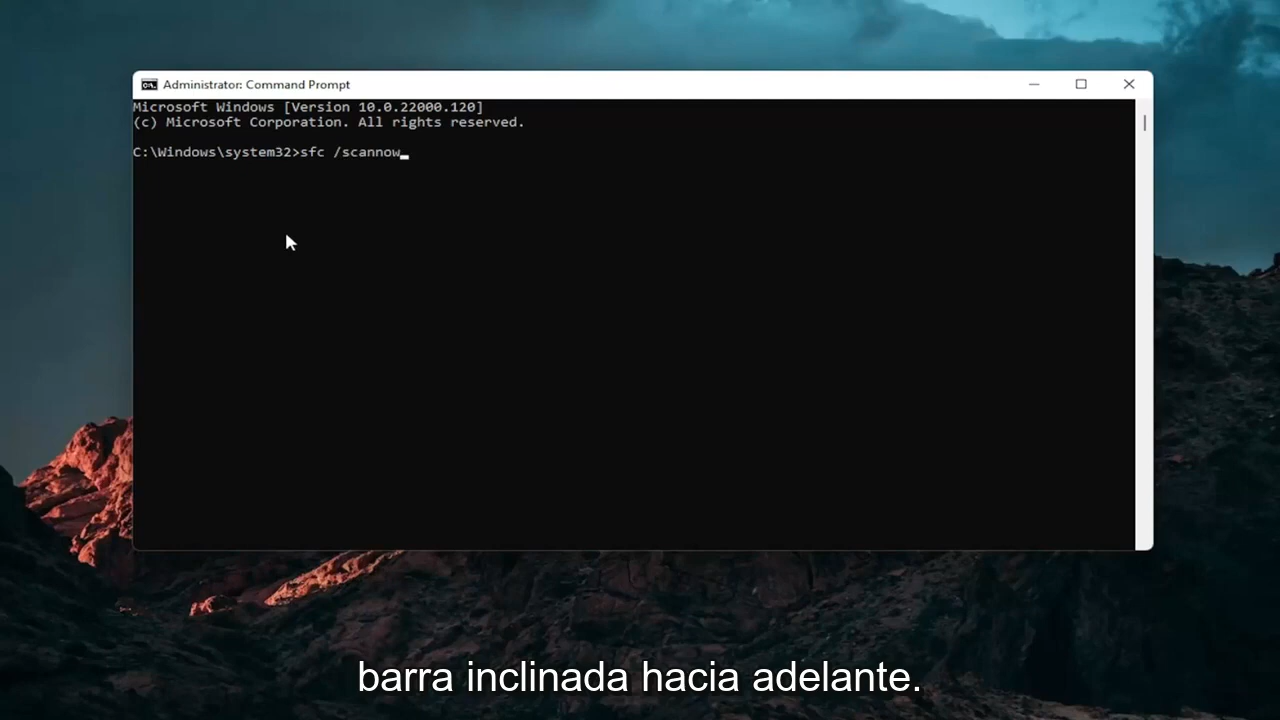 Administrator: Command Prompt
Microsoft Windows [Version 10.0.22000.120]
(c) Microsoft Corporation. All rights reserved.
C:\Windows\system32>sfc /scannow
barra inclinada hacia adelante.